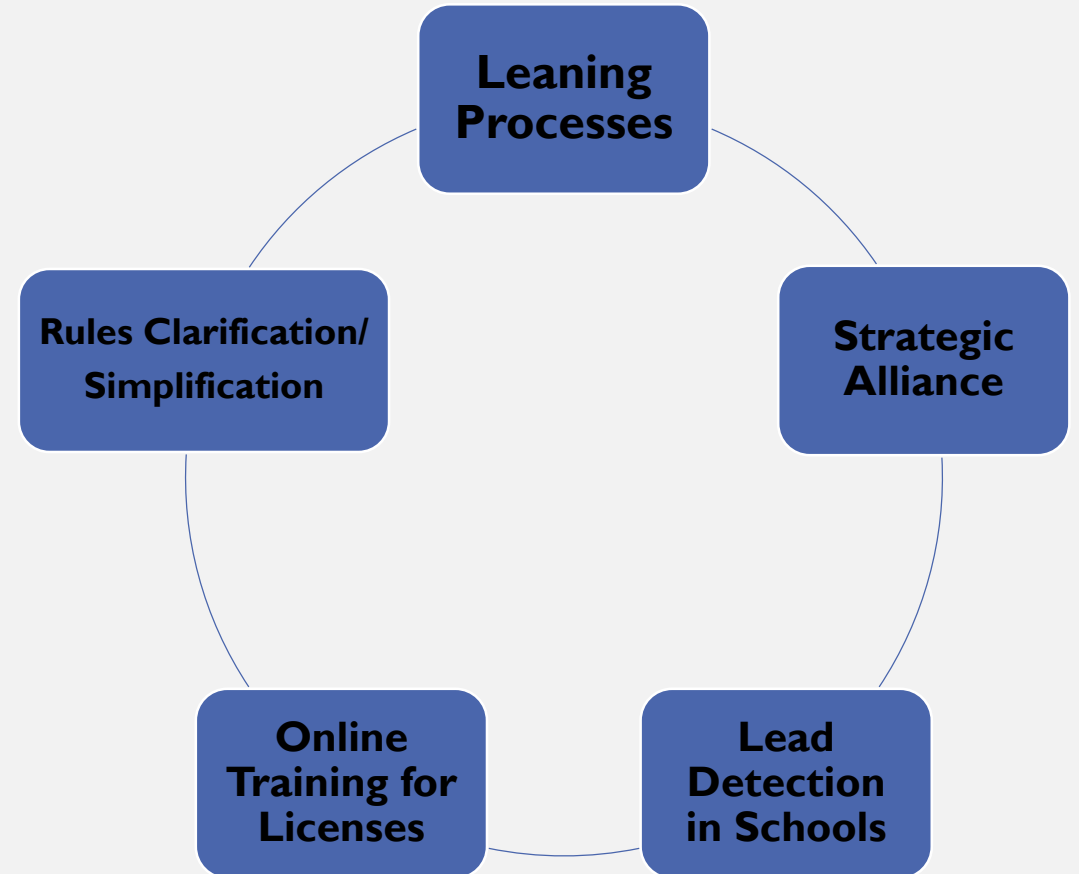 Leaning
Processes
Strategic
Alliance
Lead
Detection
in Schools
Online
Training for
Licenses
Rules Clarification/
Simplification